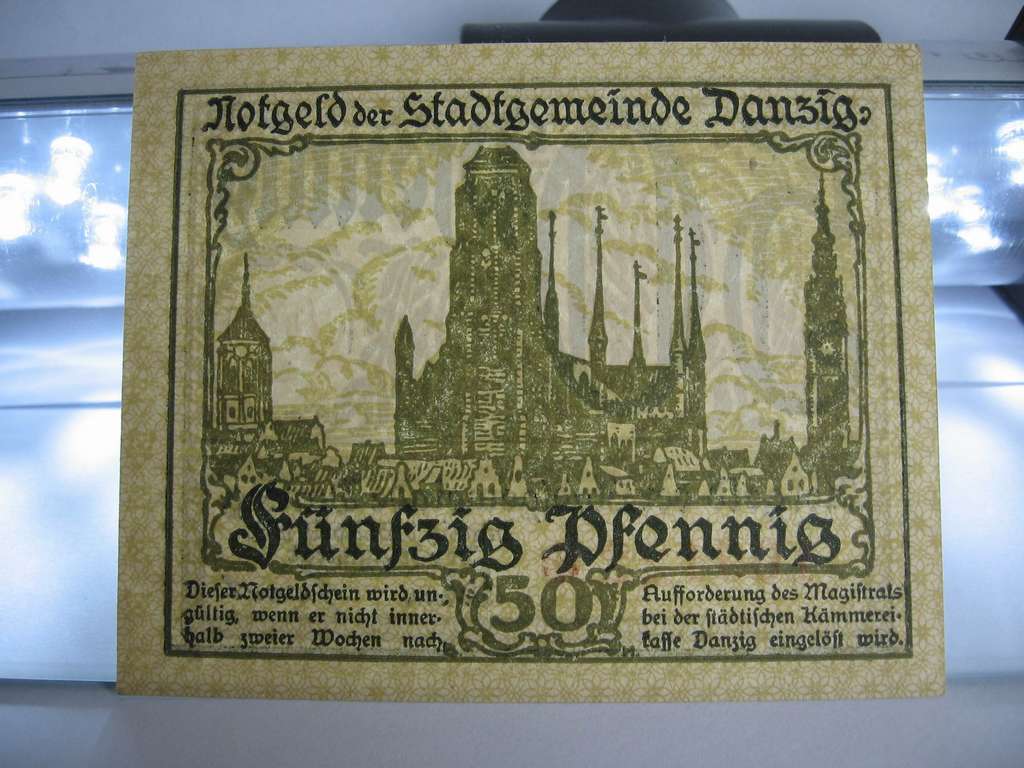 Notgeld der Stadtgemeinde Danzig
Fünfzig Pfennig
50
Dieser Notgeldschein wird un-
gültig, wenn er nicht inner-
halb zweier Wochen nach
Aufforderung des Magistrats
bei der städtischen Kämmerei-
kasse Danzig eingelöst wird.